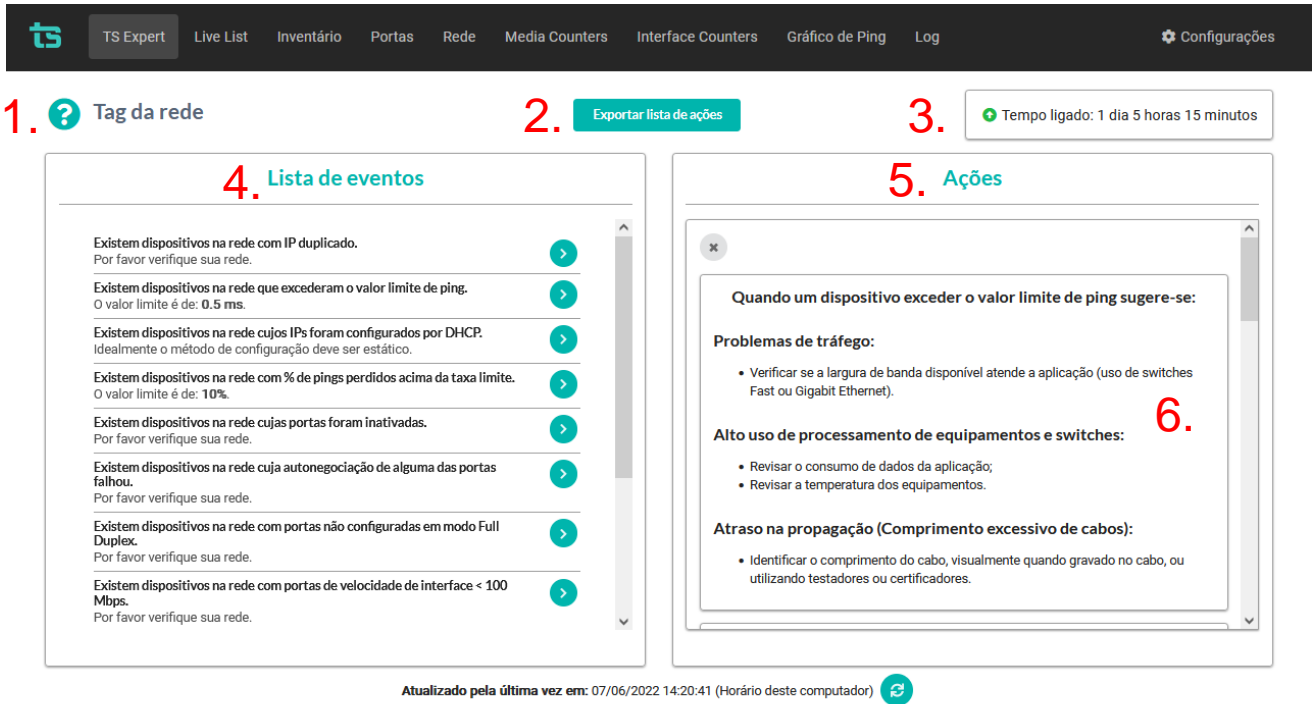 ts TS Expert Live List Inventário Portas Rede Media Counters Interface Counters Gráfico de Ping Log Configurações
1. ? Tag da rede 2. Exportar lista de ações 3. Tempo ligado: 1 dia 5 horas 15 minutos
4. Lista de eventos
Existem dispositivos na rede com IP duplicado.
Por favor verifique sua rede.
Existem dispositivos na rede que excederam o valor limite de ping.
O valor limite é de: 0.5 ms.
Existem dispositivos na rede cujos IPs foram configurados por DHCP.
Idealmente o método de configuração deve ser estático.
Existem dispositivos na rede com % de pings perdidos acima da taxa limite.
O valor limite é de: 10%.
Existem dispositivos na rede cujas portas foram inativadas.
Por favor verifique sua rede.
Existem dispositivos na rede cuja autonegociação de alguma das portas
falhou.
Por favor verifique sua rede.
Existem dispositivos na rede com portas não configuradas em modo Full
Duplex.
Por favor verifique sua rede.
Existem dispositivos na rede com portas de velocidade de interface < 100
Mbps.
Por favor verifique sua rede.
5. Ações
Quando um dispositivo exceder o valor limite de ping sugere-se:
Problemas de tráfego:
• Verificar se a largura de banda disponível atende a aplicação (uso de switches
Fast ou Gigabit Ethernet).
6.
Alto uso de processamento de equipamentos e switches:
• Revisar o consumo de dados da aplicação;
• Revisar a temperatura dos equipamentos.
Atraso na propagação (Comprimento excessivo de cabos):
• Identificar o comprimento do cabo, visualmente quando gravado no cabo, ou
utilizando testadores ou certificadores.
Atualizado pela última vez em: 07/06/2022 14:20:41 (Horário deste computador)